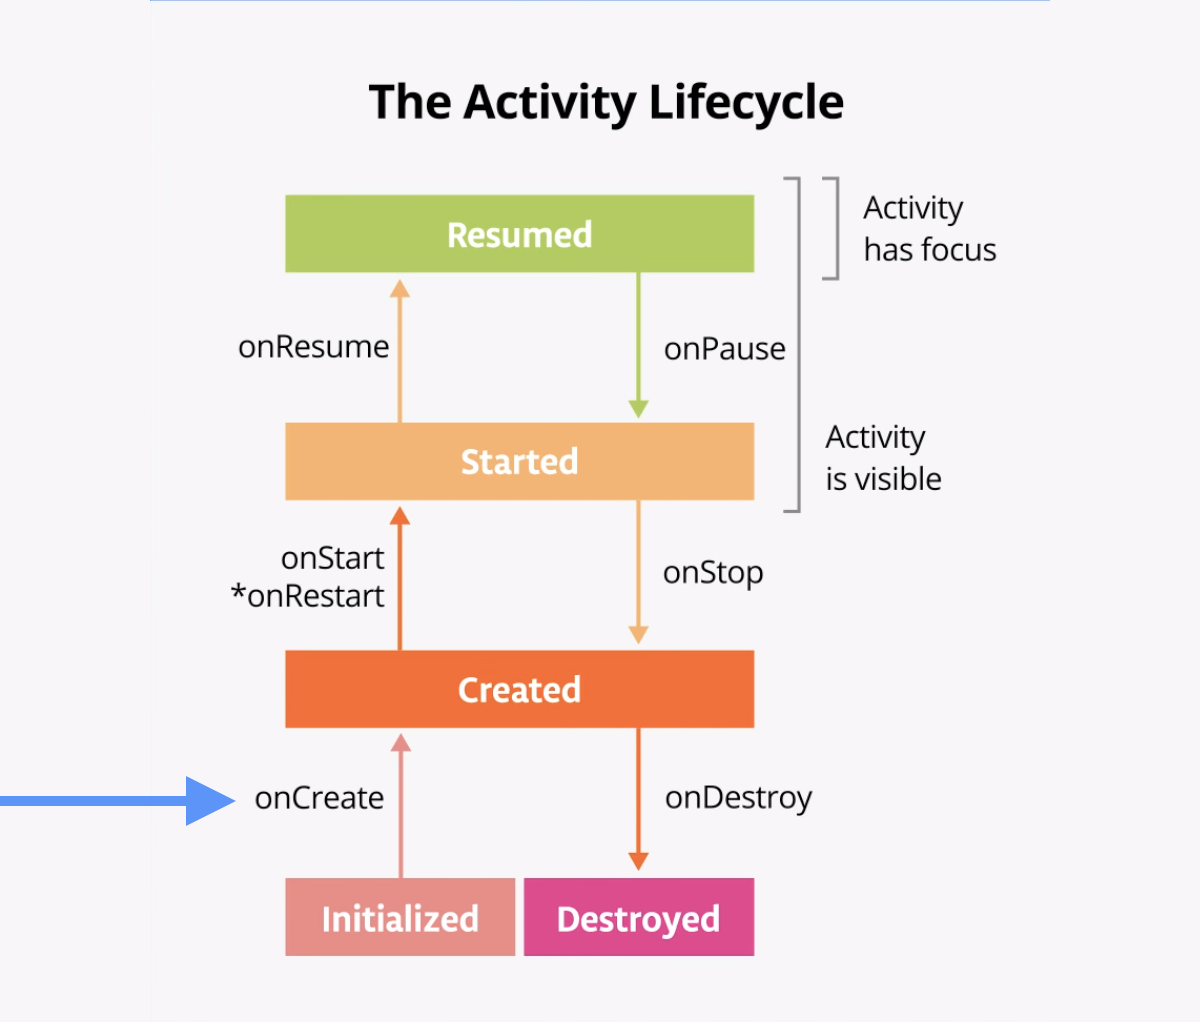 The Activity Lifecycle
Resumed
Activity
has focus
onResume
onPause
Started
Activity
is visible
onStart
*onRestart
onStop
Created
onCreate
onDestroy
Initialized
Destroyed